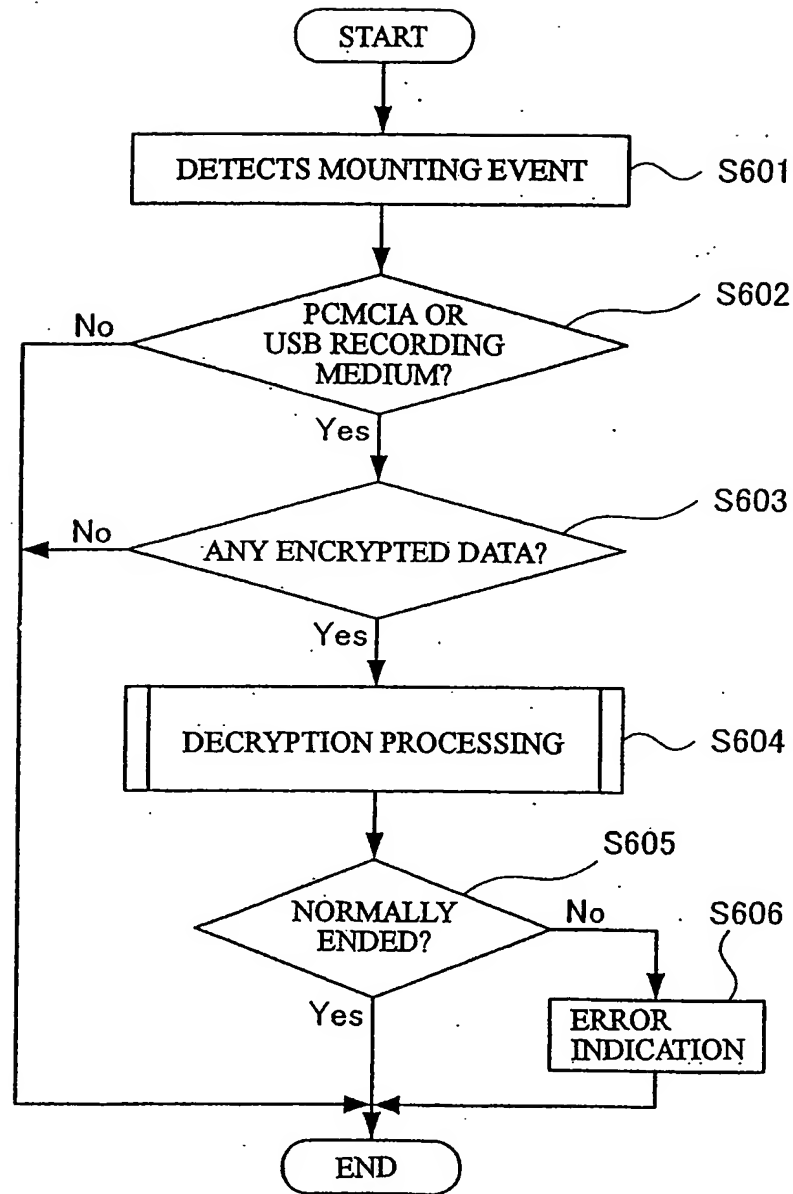 START
DETECTS MOUNTING EVENT
S601
PCMCIA OR
USB RECORDING
MEDIUM?
S602
No
Yes
ANY ENCRYPTED DATA?
S603
No
Yes
DECRYPTION PROCESSING
S604
NORMALLY
ENDED?
S605
No
Yes
S606
ERROR
INDICATION
END